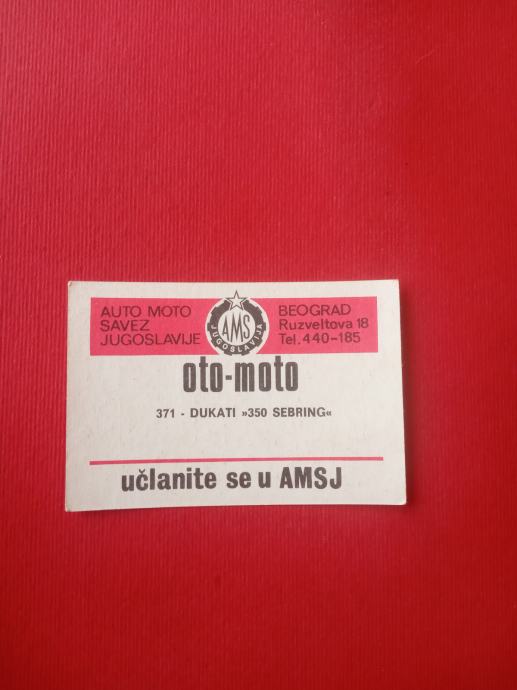 AUTO MOTO
SAVEZ
JUGOSLAVIJE
AMS
JUGOSLAVIJA
BEOGRAD
Ruzveltova 18
Tel. 440-185
oto-moto
371 - DUKATI »350 SEBRING«
učlanite se u AMSJ